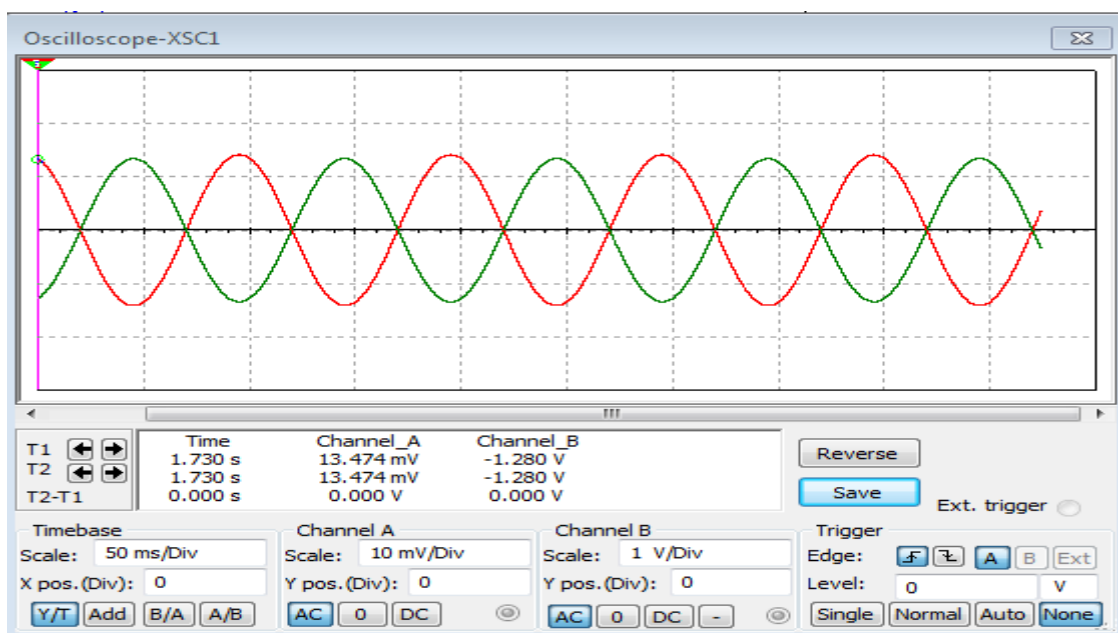 Oscilloscope-XSC1
T1
T2
T2-T1
Time Channel_A Channel_B
1.730 s 13.474 mV -1.280 V
1.730 s 13.474 mV -1.280 V
0.000 s 0.000 V 0.000 V
Reverse
Save
Ext. trigger
Timebase
Scale: 50 ms/Div
X pos.(Div): 0
Y/T Add B/A A/B
Channel A
Scale: 10 mV/Div
Y pos.(Div): 0
AC 0 DC
Channel B
Scale: 1 V/Div
Y pos.(Div): 0
AC 0 DC -
Trigger
Edge: A B Ext
Level: 0 V
Single Normal Auto None